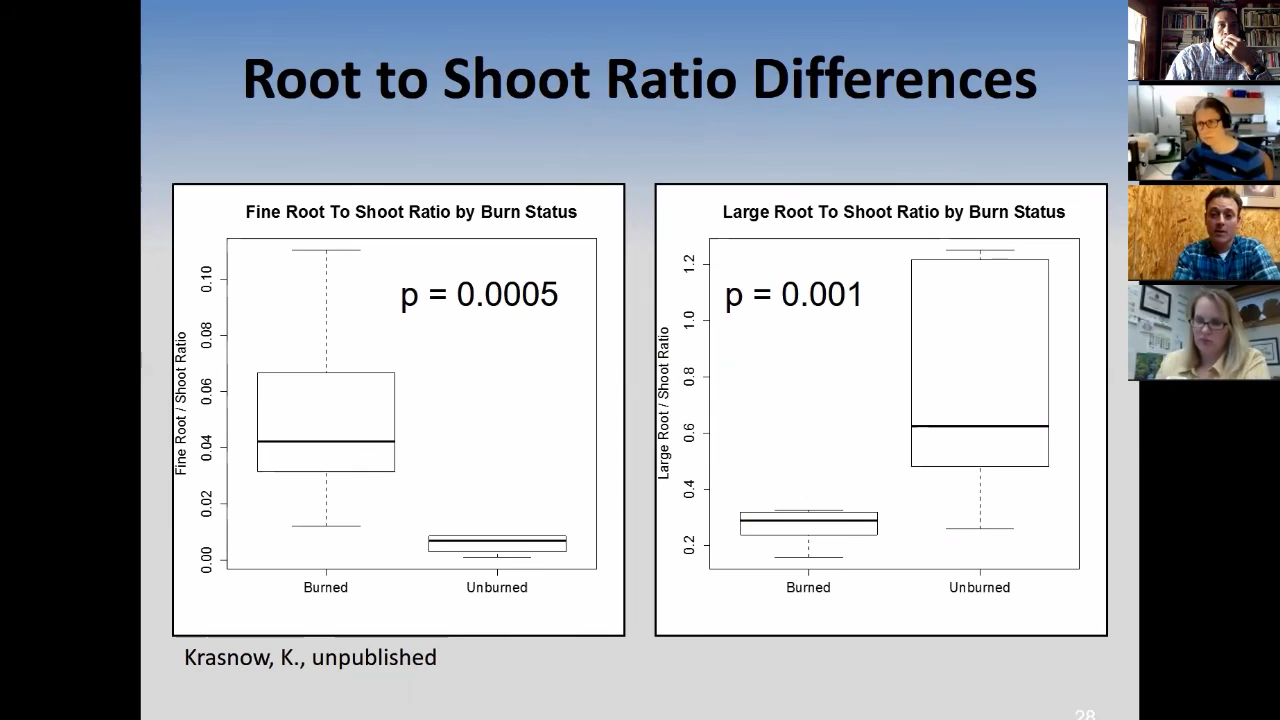 Root to Shoot Ratio Differences
Fine Root To Shoot Ratio by Burn Status
p = 0.0005
Fine Root / Shoot Ratio
0.10
0.08
0.06
0.04
0.02
0.00
Burned Unburned
Large Root To Shoot Ratio by Burn Status
p = 0.001
Large Root / Shoot Ratio
1.2
1.0
0.8
0.6
0.4
0.2
Burned Unburned
Krasnow, K., unpublished
28